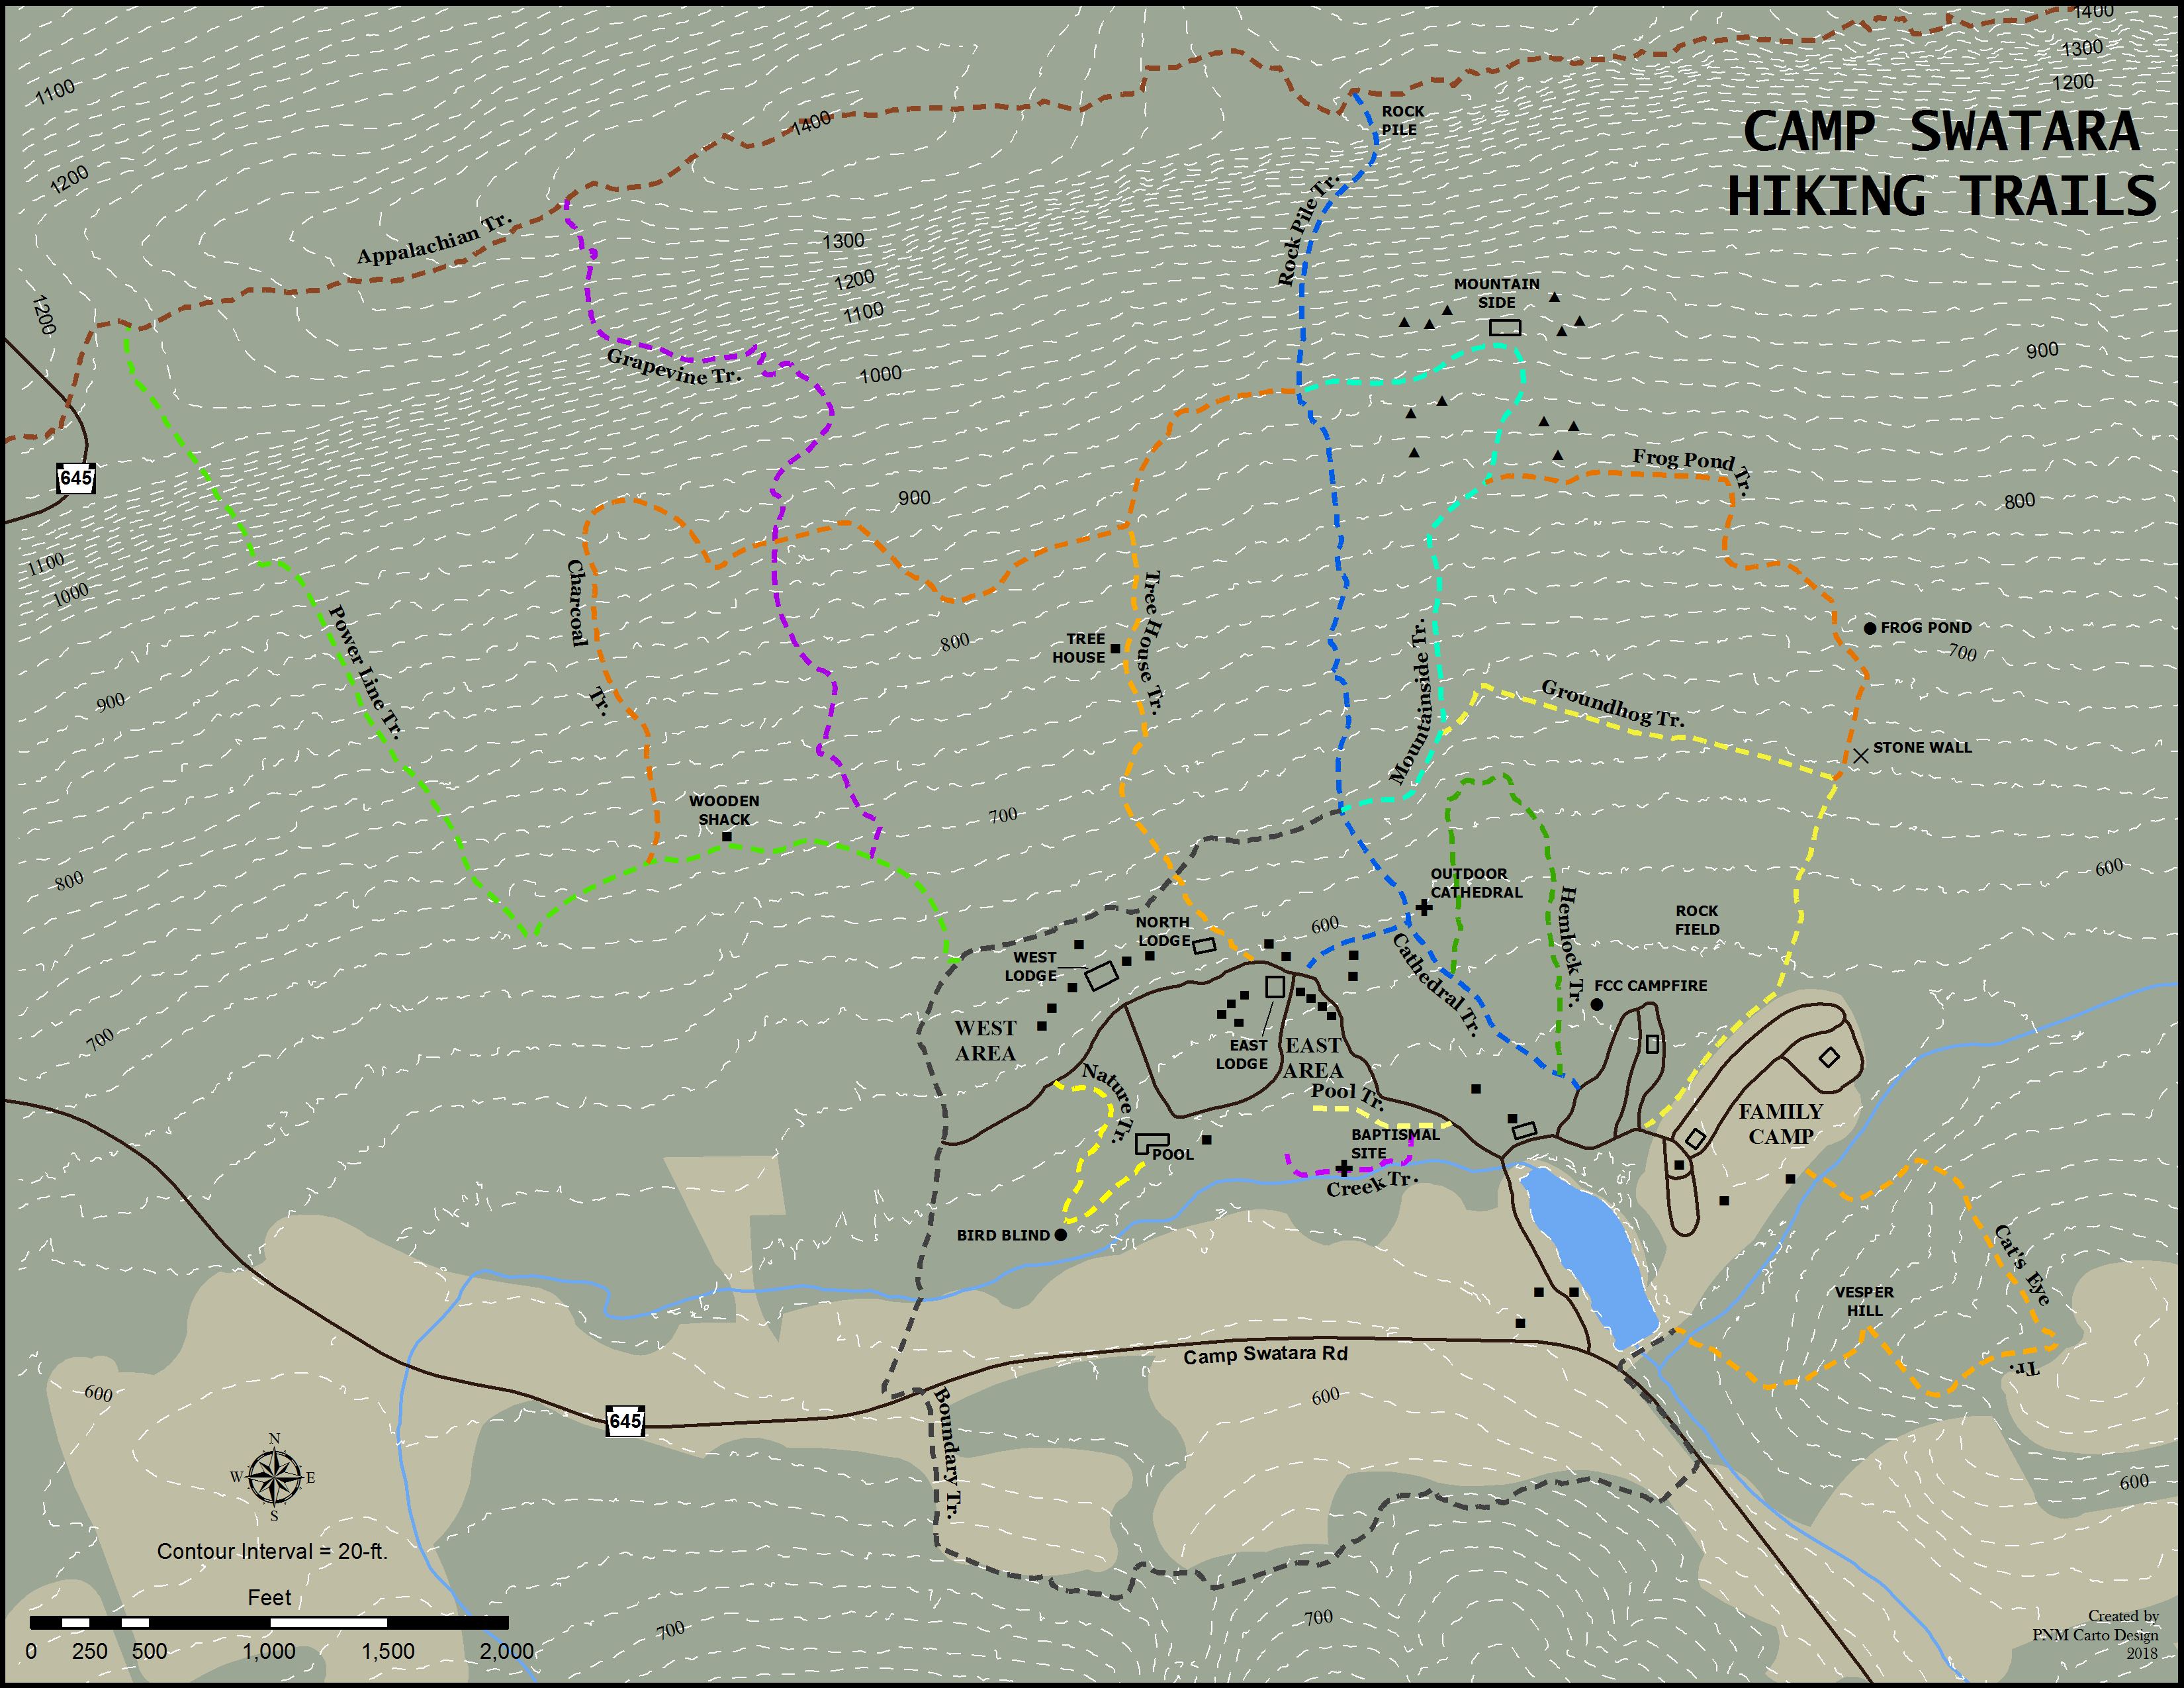 CAMP SWATARA
HIKING TRAILS
1400
1300
1200
1100
1200
1200
1400
ROCK
PILE
Appalachian Tr.
Rock Pile Tr.
1300
1200
1100
1000
Grapevine Tr.
MOUNTAIN
SIDE
900
645
900
Frog Pond Tr.
800
1100
1000
Charcoal
Tr.
Power Line Tr.
800
TREE
HOUSE
Tree House Tr.
Mountainside Tr.
FROG POND
700
900
Groundhog Tr.
STONE WALL
WOODEN
SHACK
700
800
600
OUTDOOR
CATHEDRAL
NORTH
LODGE
600
ROCK
FIELD
WEST
LODGE
Cathedral Tr.
Hemlock Tr.
FCC CAMPFIRE
700
WEST
AREA
EAST
LODGE
EAST
AREA
Nature Tr.
Pool Tr.
FAMILY
CAMP
BAPTISMAL
SITE
POOL
Creek Tr.
BIRD BLIND
Cat's Eye
Tr.
VESPER
HILL
Camp Swatara Rd
600
600
645
Boundary Tr.
600
N
W
E
S
Contour Interval = 20-ft.
Feet
0 250 500 1,000 1,500 2,000
700
700
Created by
PNM Carto Design
2018